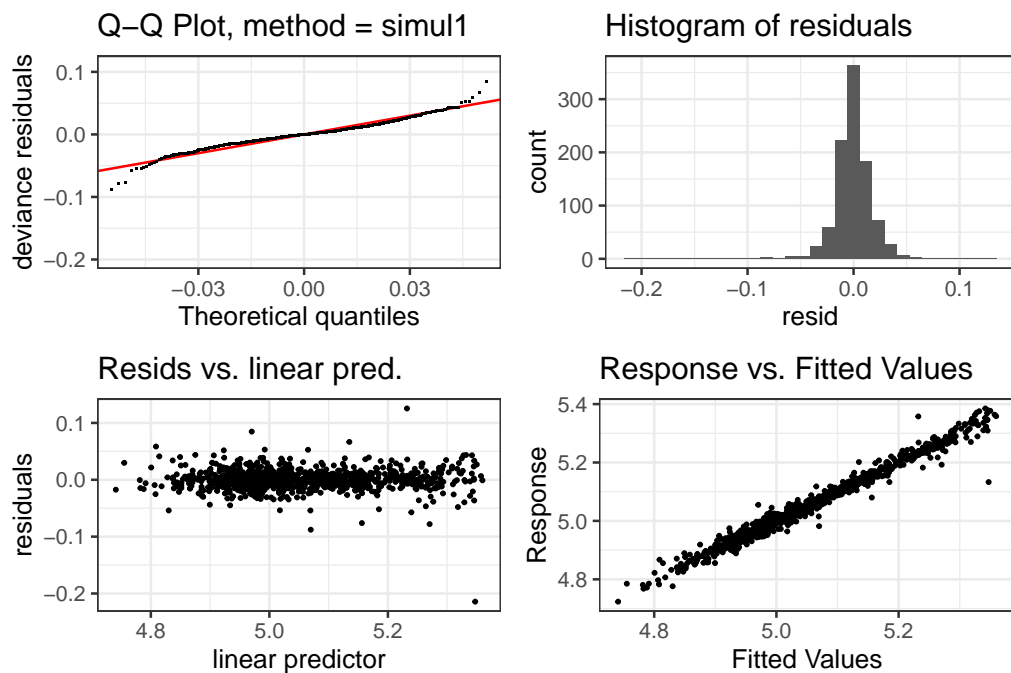 Q−Q Plot, method = simul1
0.1
0.0
−0.1
−0.2
deviance residuals
−0.03
0.00
0.03
Theoretical quantiles
Histogram of residuals
300
200
100
0
count
−0.2
−0.1
0.0
0.1
resid
Resids vs. linear pred.
0.1
0.0
−0.1
−0.2
residuals
4.8
5.0
5.2
linear predictor
Response vs. Fitted Values
5.4
5.2
5.0
4.8
Response
4.8
5.0
5.2
Fitted Values